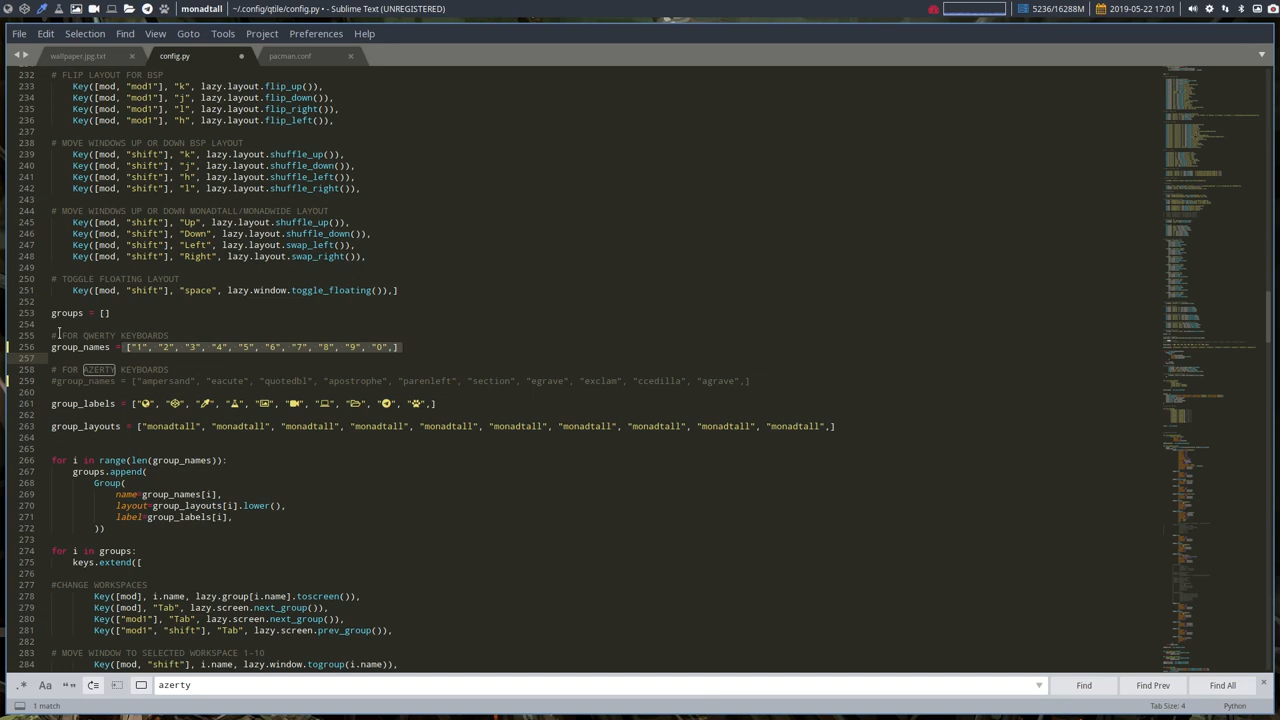 monadtall
~/.config/qtile/config.py - Sublime Text (UNREGISTERED)
5236/16288M
2019-05-22 17:01
File Edit Selection Find View Goto Tools Project Preferences Help
wallpaper.jpg.txt
config.py
pacman.conf
232 # FLIP LAYOUT FOR BSP
233 Key([mod, "mod1"], "k", lazy.layout.flip_up()),
234 Key([mod, "mod1"], "j", lazy.layout.flip_down()),
235 Key([mod, "mod1"], "l", lazy.layout.flip_right()),
236 Key([mod, "mod1"], "h", lazy.layout.flip_left()),
237
238 # MOVE WINDOWS UP OR DOWN BSP LAYOUT
239 Key([mod, "shift"], "k", lazy.layout.shuffle_up()),
240 Key([mod, "shift"], "j", lazy.layout.shuffle_down()),
241 Key([mod, "shift"], "h", lazy.layout.shuffle_left()),
242 Key([mod, "shift"], "l", lazy.layout.shuffle_right()),
243
244 # MOVE WINDOWS UP OR DOWN MONADTALL/MONADWIDE LAYOUT
245 Key([mod, "shift"], "Up", lazy.layout.shuffle_up()),
246 Key([mod, "shift"], "Down", lazy.layout.shuffle_down()),
247 Key([mod, "shift"], "Left", lazy.layout.swap_left()),
248 Key([mod, "shift"], "Right", lazy.layout.swap_right()),
249
250 # TOGGLE FLOATING LAYOUT
251 Key([mod, "shift"], "space", lazy.window.toggle_floating()),]
252
253 groups = []
254
255 # FOR QWERTY KEYBOARDS
256 group_names = ["1", "2", "3", "4", "5", "6", "7", "8", "9", "0",]
257
258 # FOR AZERTY KEYBOARDS
259 #group_names = ["ampersand", "eacute", "quotedbl", "apostrophe", "parenleft", "section", "egrave", "exclam", "ccedilla", "agrave",]
260
261 group_labels = ["", "", "", "", "", "", "", "", "", "",]
262
263 group_layouts = ["monadtall", "monadtall", "monadtall", "monadtall", "monadtall", "monadtall", "monadtall", "monadtall", "monadtall", "monadtall",]
264
265
266 for i in range(len(group_names)):
267 groups.append(
268 Group(
269 name=group_names[i],
270 layout=group_layouts[i].lower(),
271 label=group_labels[i],
272 ))
273
274 for i in groups:
275 keys.extend([
276
277 #CHANGE WORKSPACES
278 Key([mod], i.name, lazy.group[i.name].toscreen()),
279 Key([mod], "Tab", lazy.screen.next_group()),
280 Key(["mod1"], "Tab", lazy.screen.next_group()),
281 Key(["mod1", "shift"], "Tab", lazy.screen.prev_group()),
282
283 # MOVE WINDOW TO SELECTED WORKSPACE 1-10
284 Key([mod, "shift"], i.name, lazy.window.togroup(i.name)),
azerty
Find
Find Prev
Find All
1 match
Tab Size: 4
Python